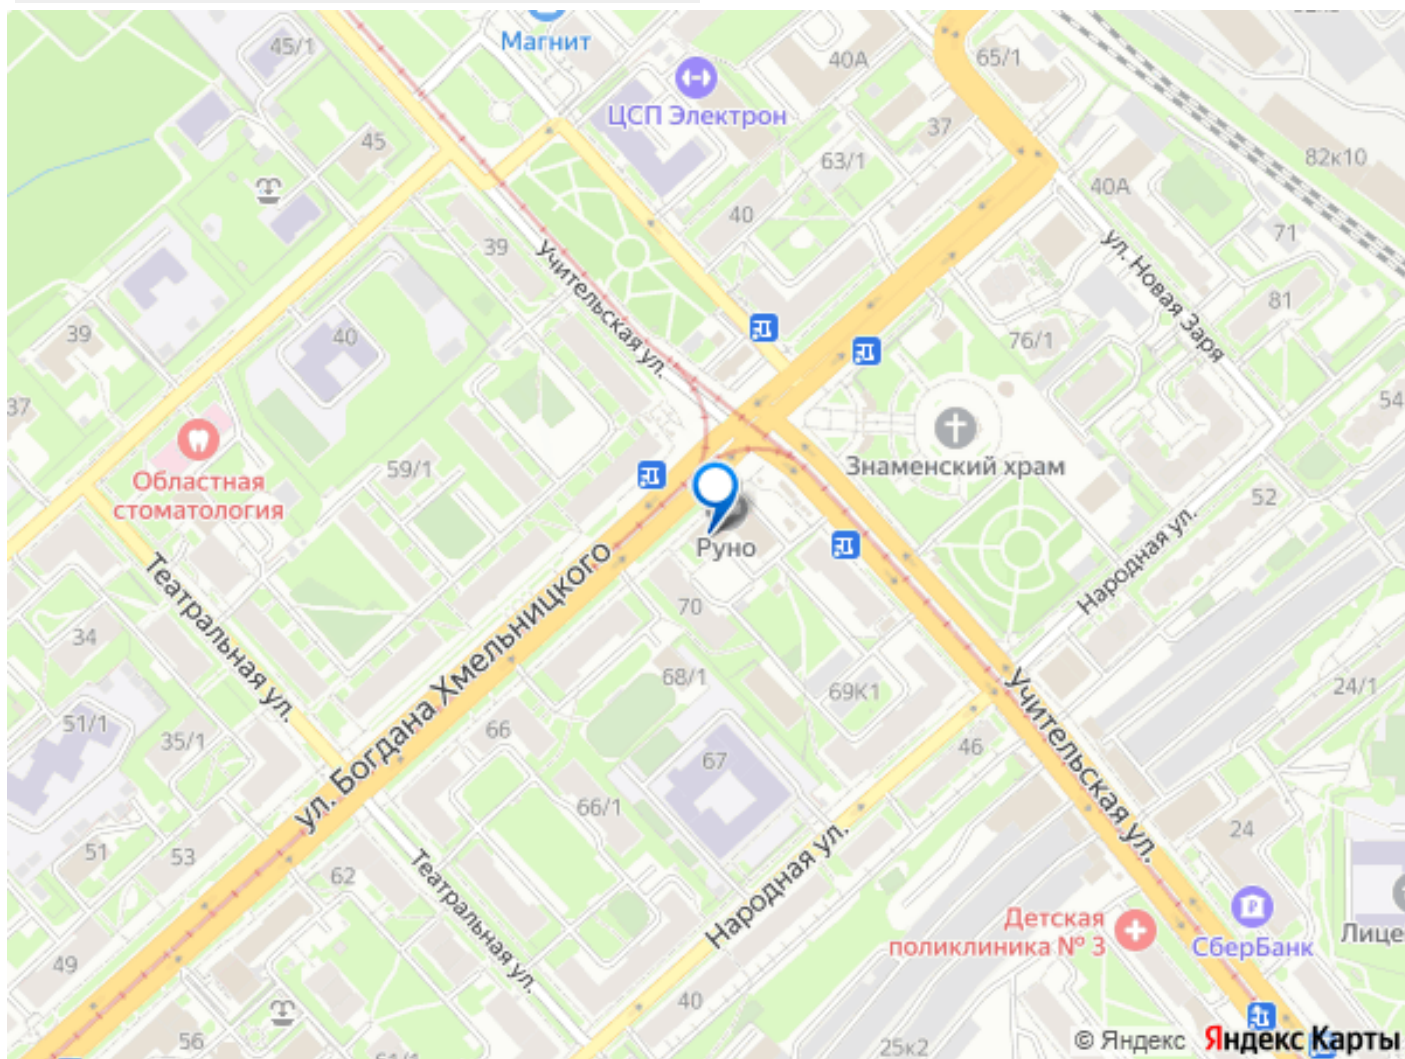 45/1
Магнит
40А
65/1
ЦСП Электрон
45
37
63/1
82к10
40А
40
39
71
Учительская ул.
ул. Новая Заря
81
39
40
76/1
37
54
59/1
Знаменский храм
Областная
стоматология
52
Руно
Народная ул.
Театральная ул.
70
34
68/1
69К1
24/1
Учительская ул.
51/1
35/1
66
46
67
ул. Богдана Хмельницкого
66/1
24
51
53
62
Театральная ул.
Народная ул.
Детская
поликлиника № 3
СберБанк
Лице
49
40
56
25к2
61/1
© Яндекс Яндекс Карты